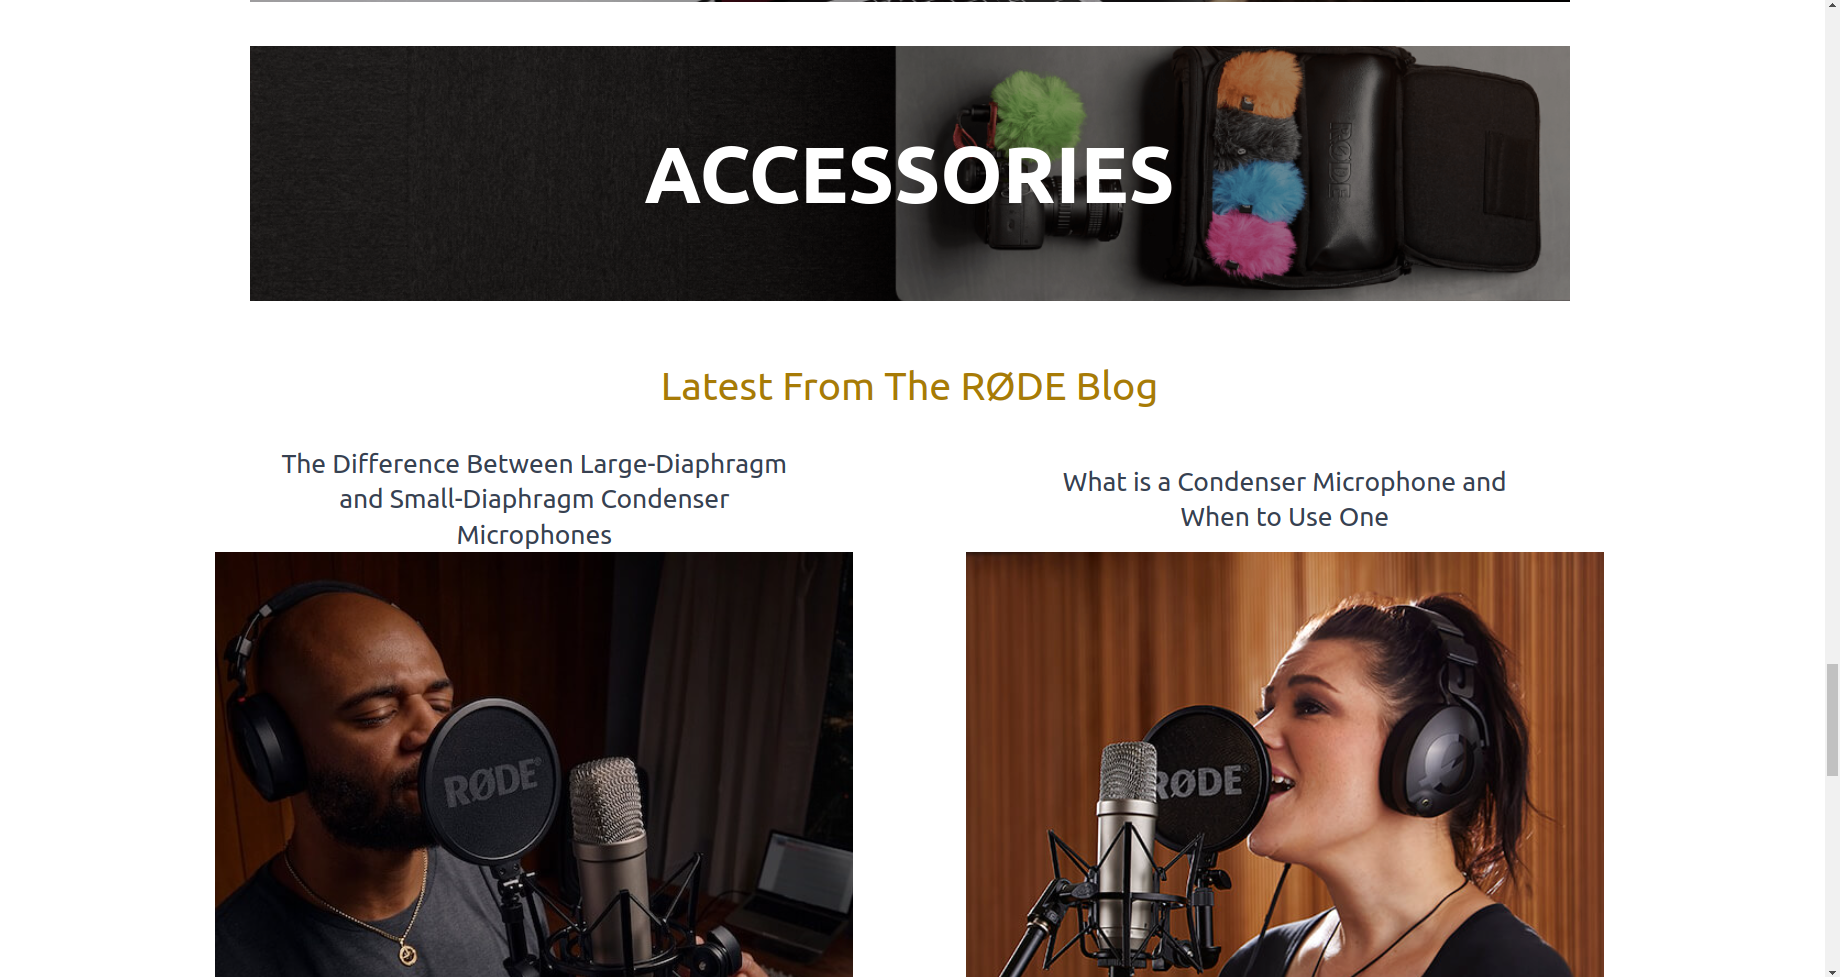 RØDE
ACCESSORIES
Latest From The RØDE Blog
The Difference Between Large-Diaphragm
and Small-Diaphragm Condenser
Microphones
What is a Condenser Microphone and
When to Use One
RØDE
RØDE